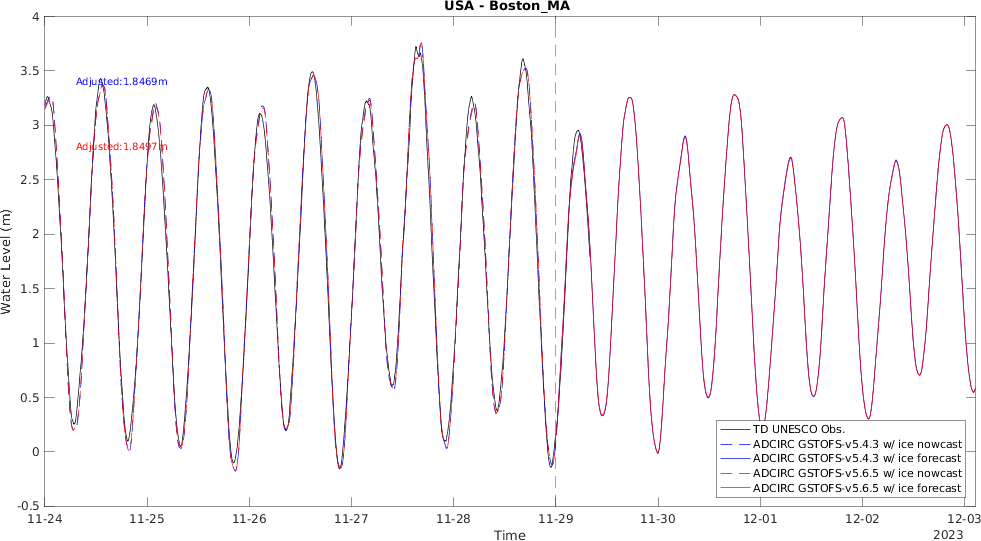 USA - Boston_MA
4
3.5
3
2.5
2
1.5
1
0.5
0
-0.5
Water Level (m)
Adjusted:1.8469m
Adjusted:1.8497m
TD UNESCO Obs.
ADCIRC GSTOFS-v5.4.3 w/ ice nowcast
ADCIRC GSTOFS-v5.4.3 w/ ice forecast
ADCIRC GSTOFS-v5.6.5 w/ ice nowcast
ADCIRC GSTOFS-v5.6.5 w/ ice forecast
11-24 11-25 11-26 11-27 11-28 11-29 11-30 12-01 12-02 12-03
Time
2023